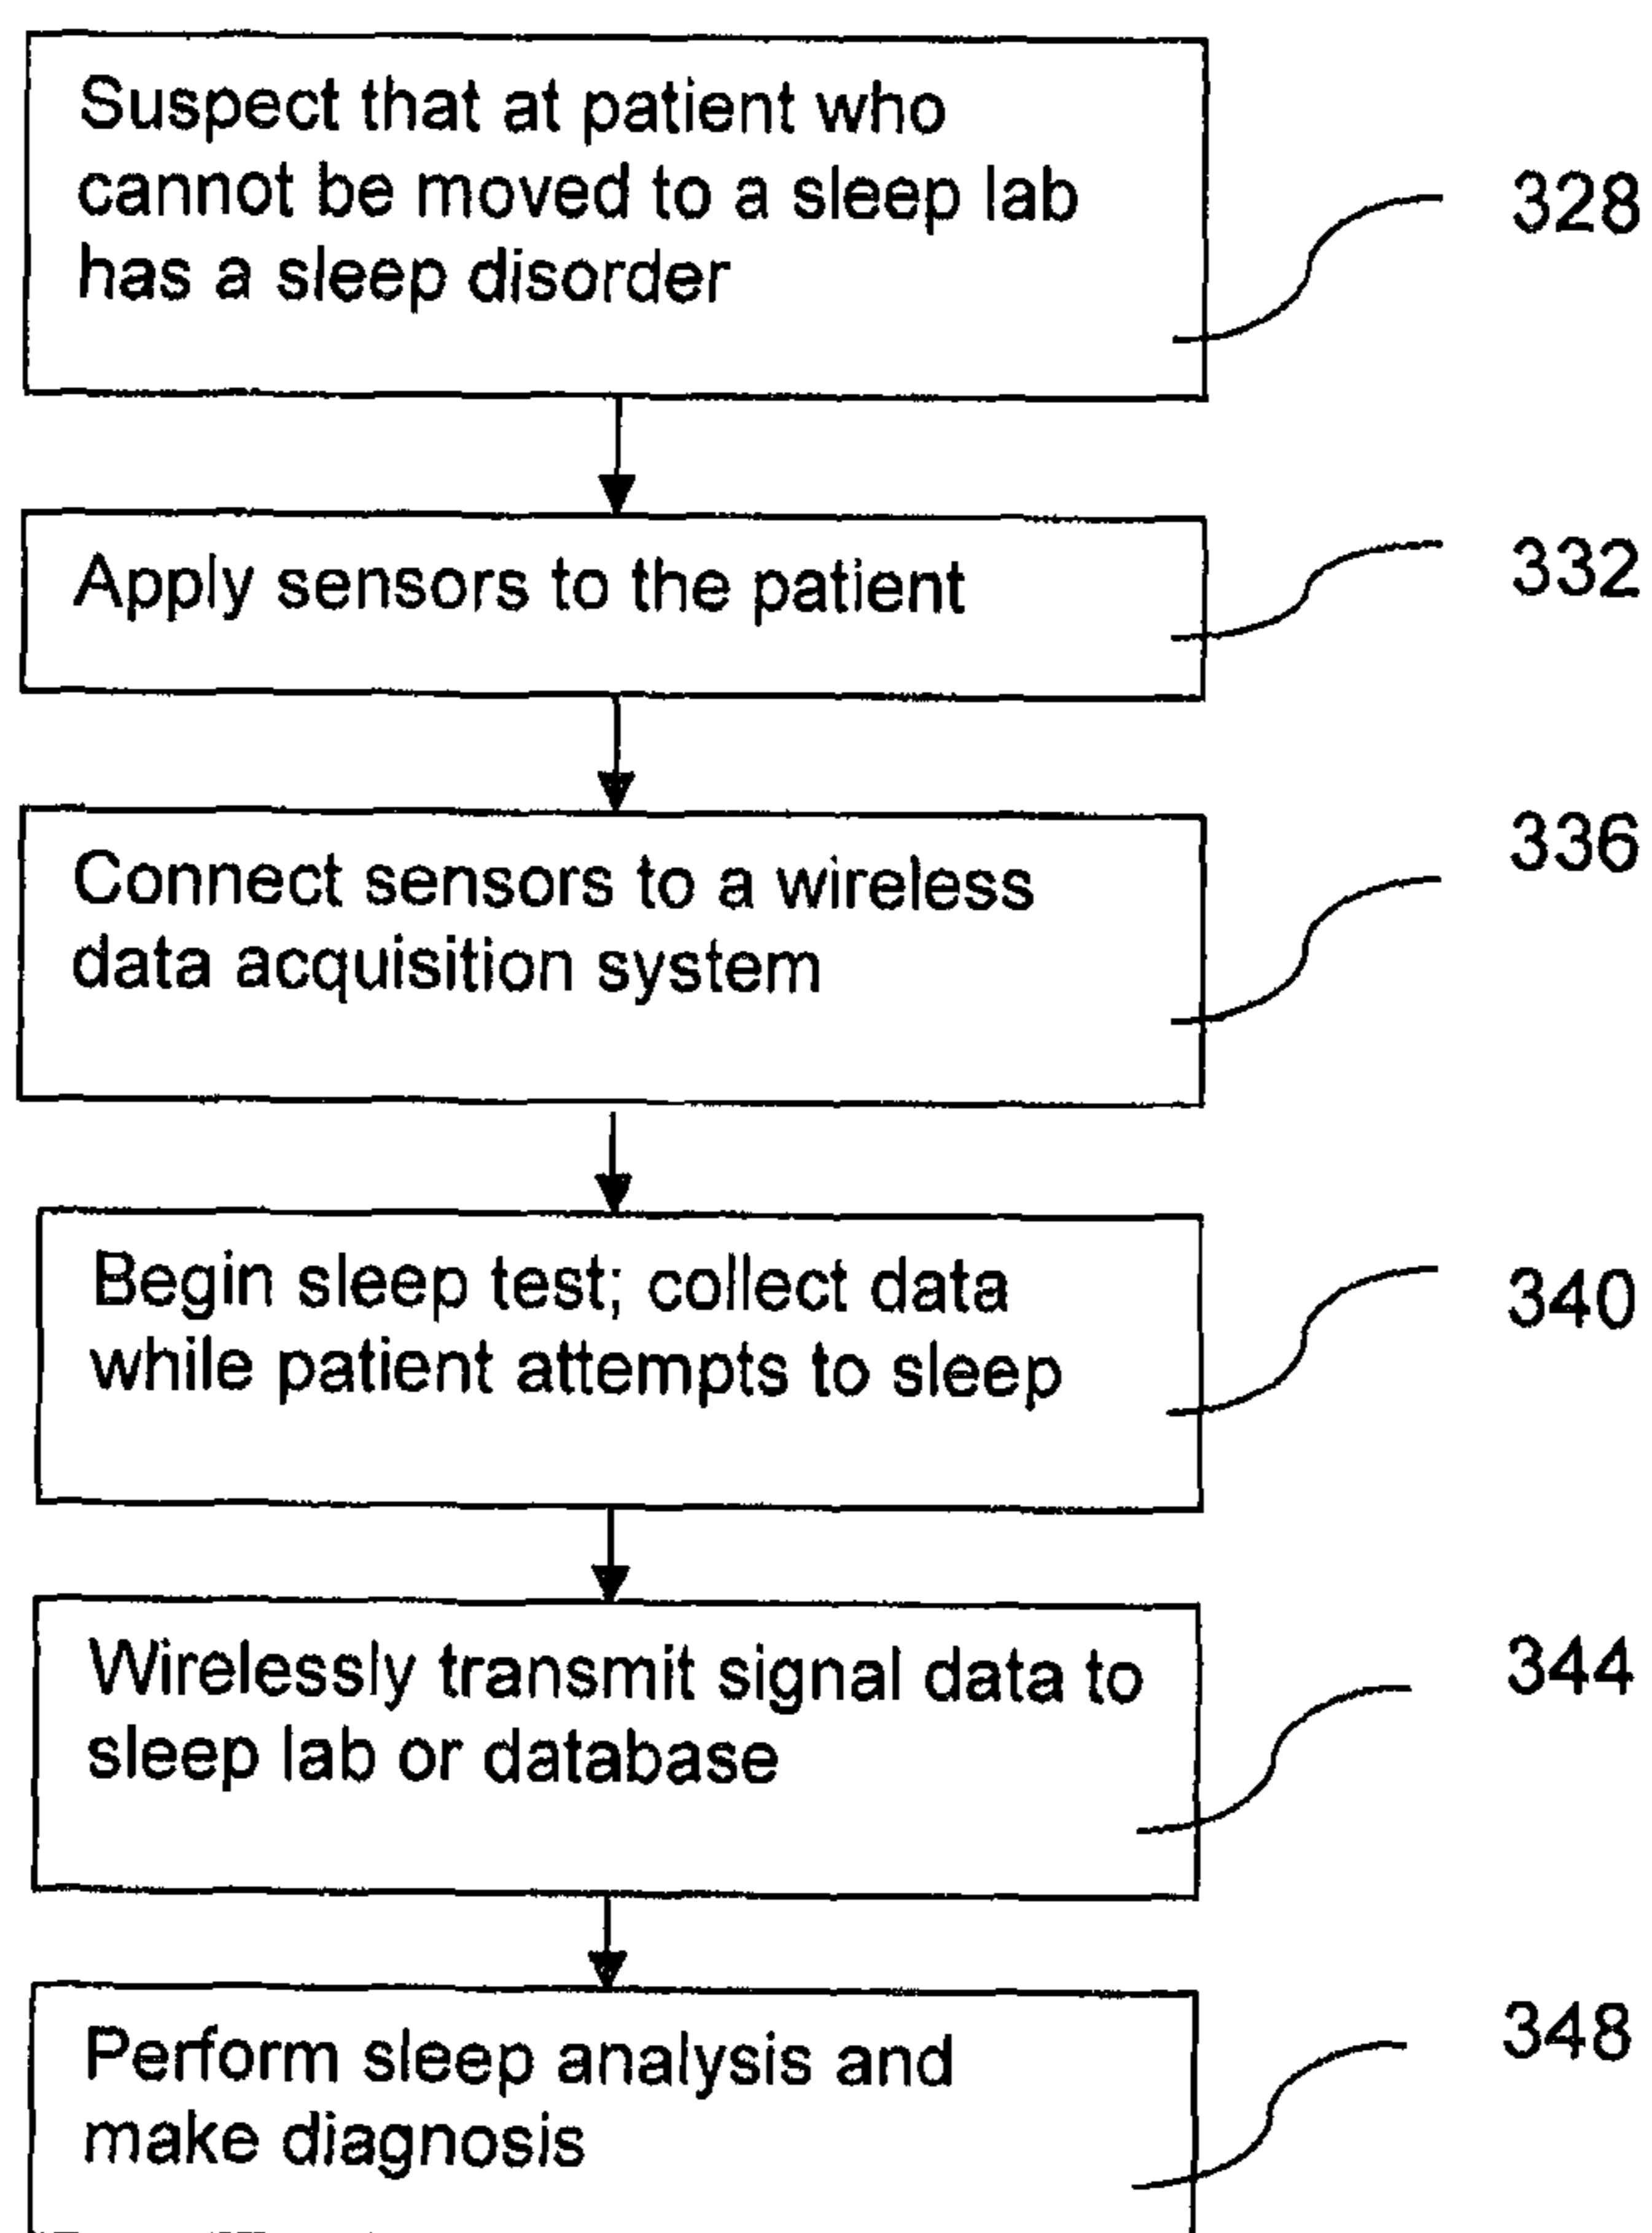 Suspect that at patient who
cannot be moved to a sleep lab
has a sleep disorder
328
Apply sensors to the patient
332
Connect sensors to a wireless
data acquisition system
336
Begin sleep test; collect data
while patient attempts to sleep
340
Wirelessly transmit signal data to
sleep lab or database
344
Perform sleep analysis and
make diagnosis
348